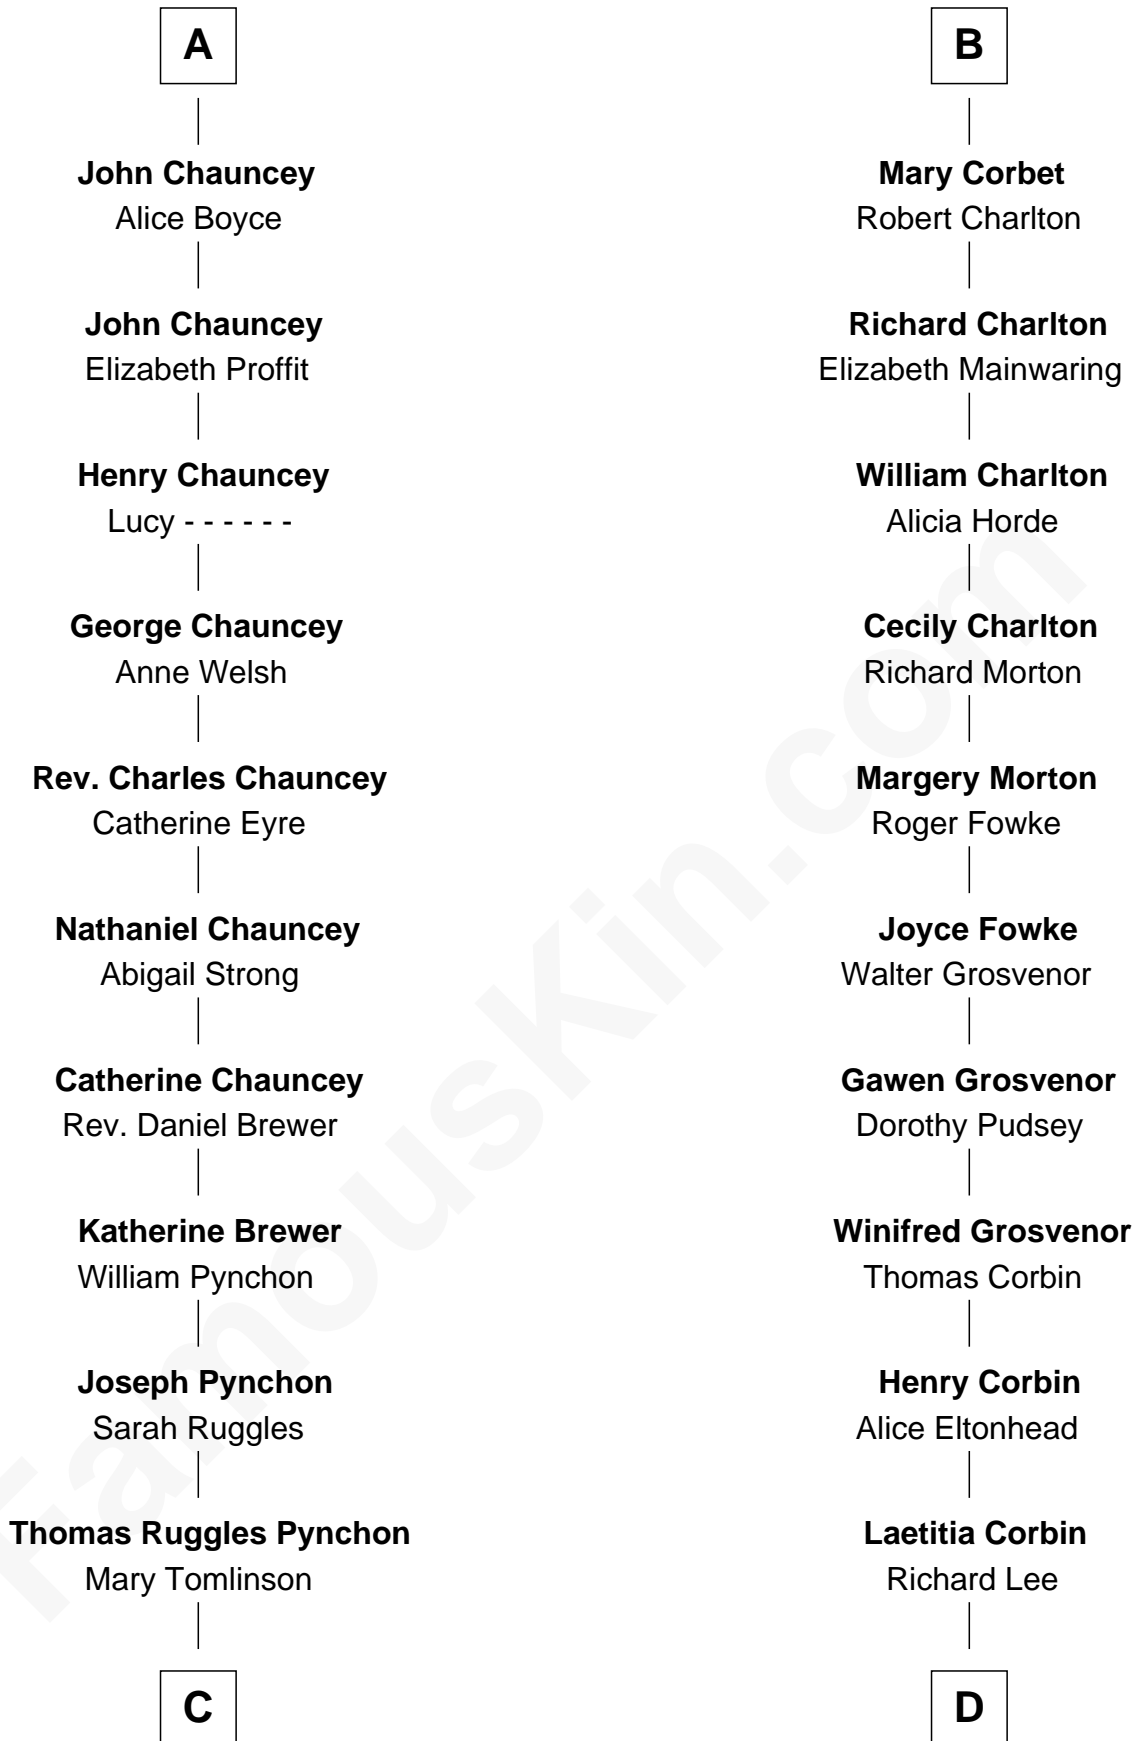 A
John Chauncey
Alice Boyce
John Chauncey
Elizabeth Proffit
Henry Chauncey
Lucy - - - - - -
George Chauncey
Anne Welsh
Rev. Charles Chauncey
Catherine Eyre
Nathaniel Chauncey
Abigail Strong
Catherine Chauncey
Rev. Daniel Brewer
Katherine Brewer
William Pynchon
Joseph Pynchon
Sarah Ruggles
Thomas Ruggles Pynchon
Mary Tomlinson
C
B
Mary Corbet
Robert Charlton
Richard Charlton
Elizabeth Mainwaring
William Charlton
Alicia Horde
Cecily Charlton
Richard Morton
Margery Morton
Roger Fowke
Joyce Fowke
Walter Grosvenor
Gawen Grosvenor
Dorothy Pudsey
Winifred Grosvenor
Thomas Corbin
Henry Corbin
Alice Eltonhead
Laetitia Corbin
Richard Lee
D
FamousKin.com